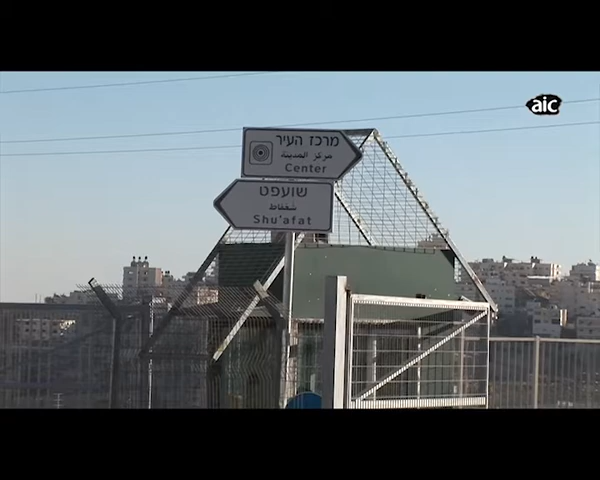 aic
מרכז העיר
مركز المدينة
Center
שועפט
شعفاط
Shu'afat